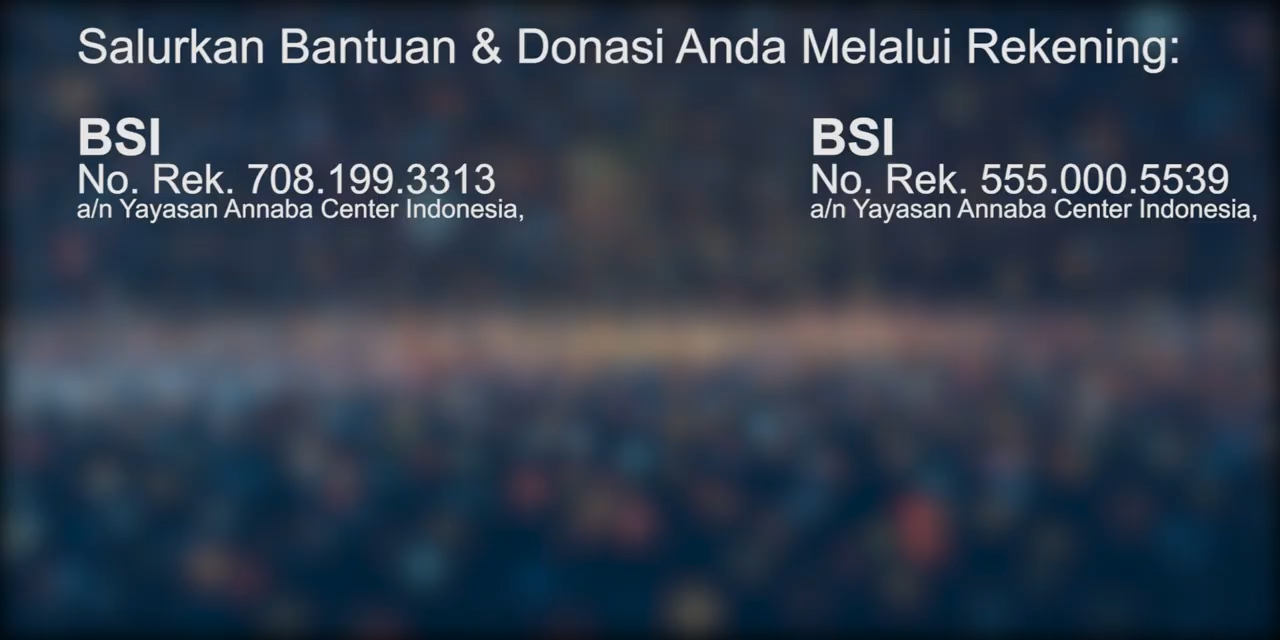 Salurkan Bantuan & Donasi Anda Melalui Rekening:
BSI
No. Rek. 708.199.3313
a/n Yayasan Annaba Center Indonesia,
BSI
No. Rek. 555.000.5539
a/n Yayasan Annaba Center Indonesia,